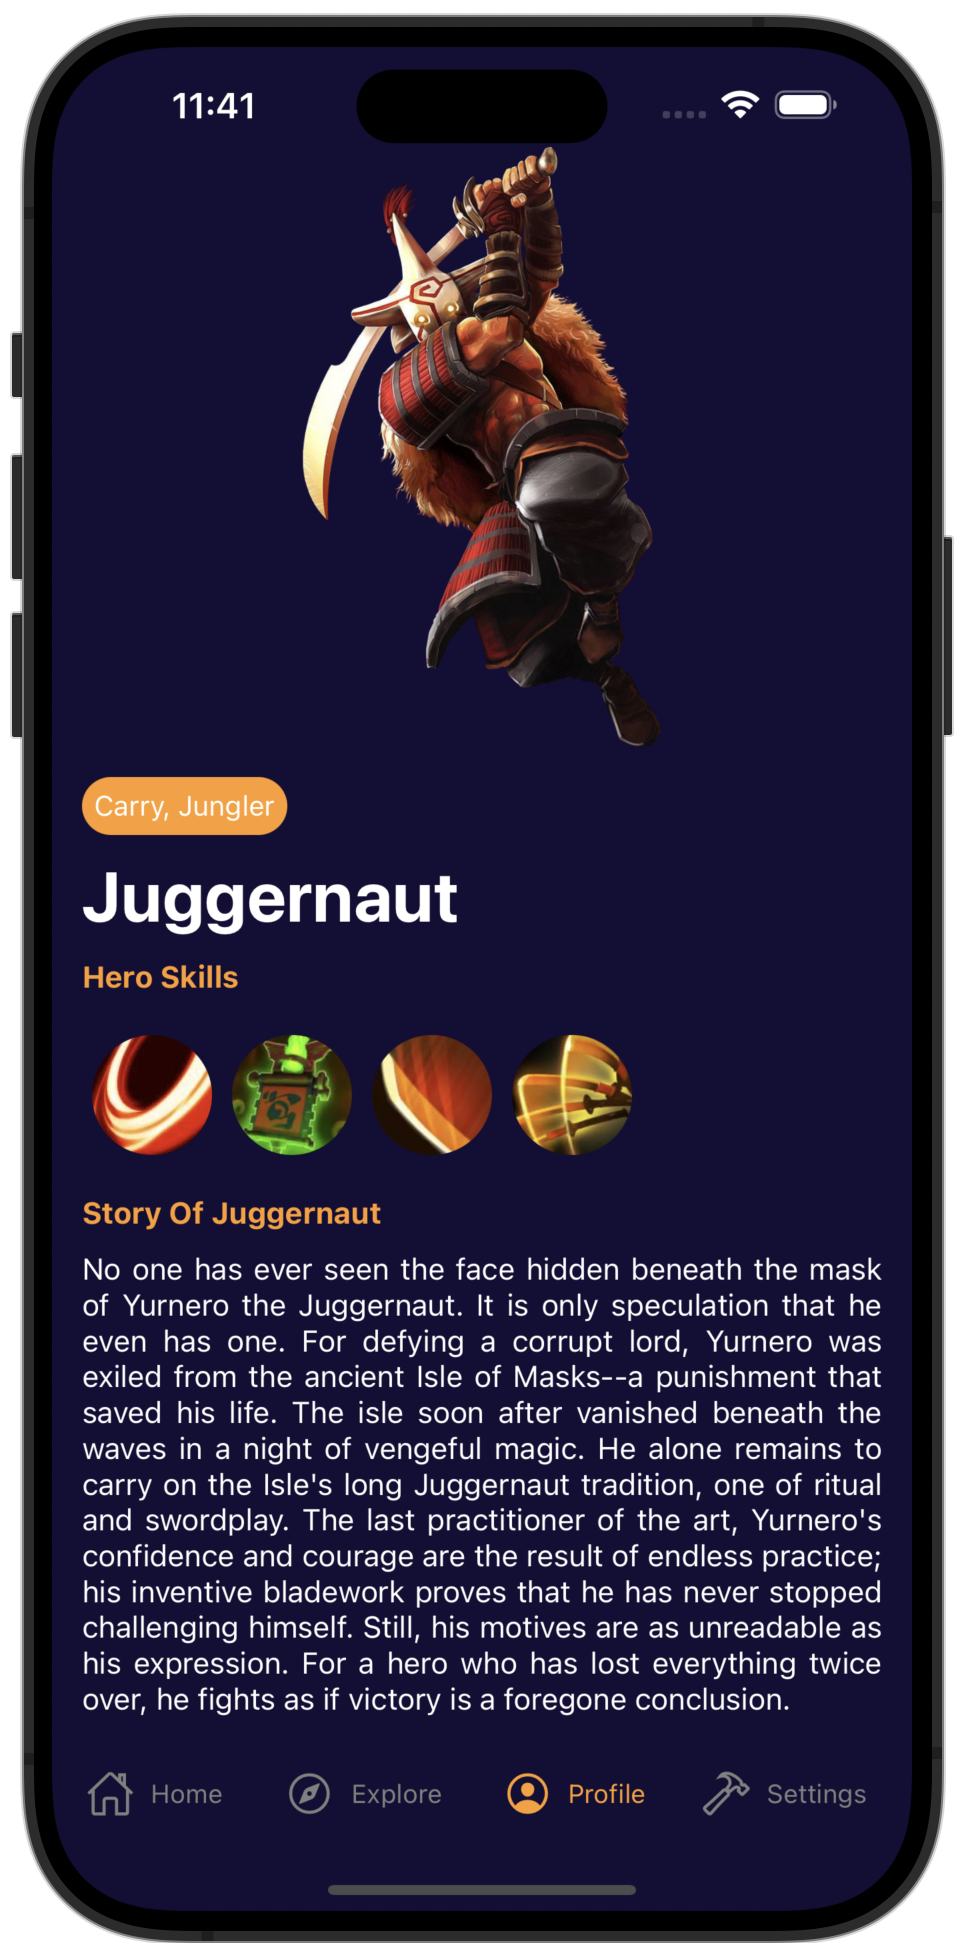 11:41
Carry, Jungler
Juggernaut
Hero Skills
Story Of Juggernaut
No one has ever seen the face hidden beneath the mask
of Yurnero the Juggernaut. It is only speculation that he
even has one. For defying a corrupt lord, Yurnero was
exiled from the ancient Isle of Masks--a punishment that
saved his life. The isle soon after vanished beneath the
waves in a night of vengeful magic. He alone remains to
carry on the Isle's long Juggernaut tradition, one of ritual
and swordplay. The last practitioner of the art, Yurnero's
confidence and courage are the result of endless practice;
his inventive bladework proves that he has never stopped
challenging himself. Still, his motives are as unreadable as
his expression. For a hero who has lost everything twice
over, he fights as if victory is a foregone conclusion.
Home Explore Profile Settings